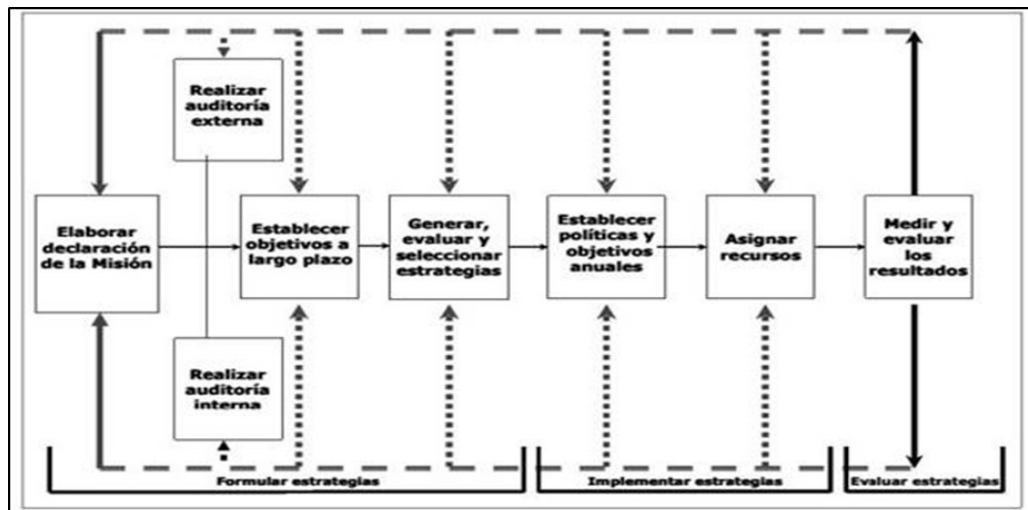 Realizar
auditoría
externa
Elaborar
declaración
de la Misión
Establecer
objetivos a
largo plazo
Generar,
evaluar y
seleccionar
estrategias
Establecer
políticas y
objetivos
anuales
Asignar
recursos
Medir y
evaluar
los
resultados
Realizar
auditoría
interna
Formular estrategias
Implementar estrategias
Evaluar estrategias